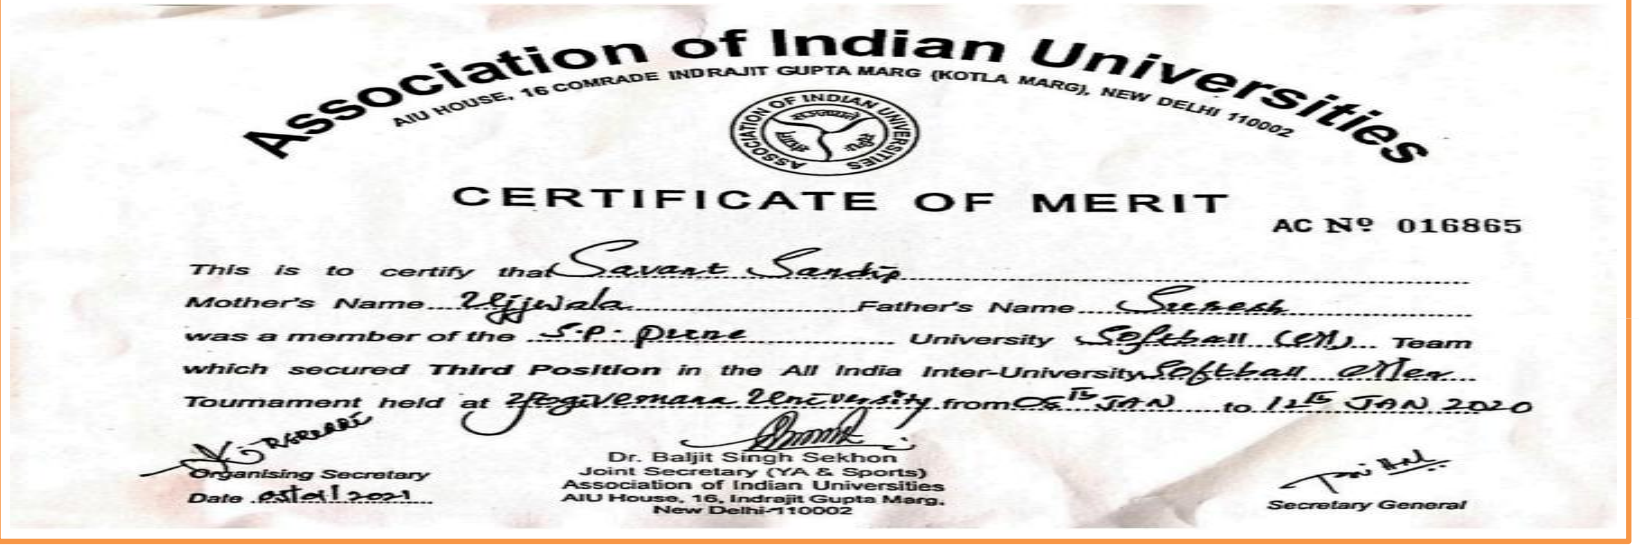 Association of Indian Universities
AIU HOUSE, 16 COMRADE INDRAJIT GUPTA MARG (KOTLA MARG), NEW DELHI 110002
ASSOCIATION OF INDIAN UNIVERSITIES
CERTIFICATE OF MERIT
AC Nº 016865
This is to certify that Savant Sandip
Mother's Name Ujjwala Father's Name Suresh
was a member of the S.P. Pune University Softball (M) Team
which secured Third Position in the All India Inter-University Softball Men
Tournament held at Yogivemana University from 08th JAN to 12th JAN 2020
Organising Secretary
Date
Dr. Baljit Singh Sekhon
Joint Secretary (YA & Sports)
Association of Indian Universities
AIU House, 16, Indrajit Gupta Marg,
New Delhi-110002
Secretary General